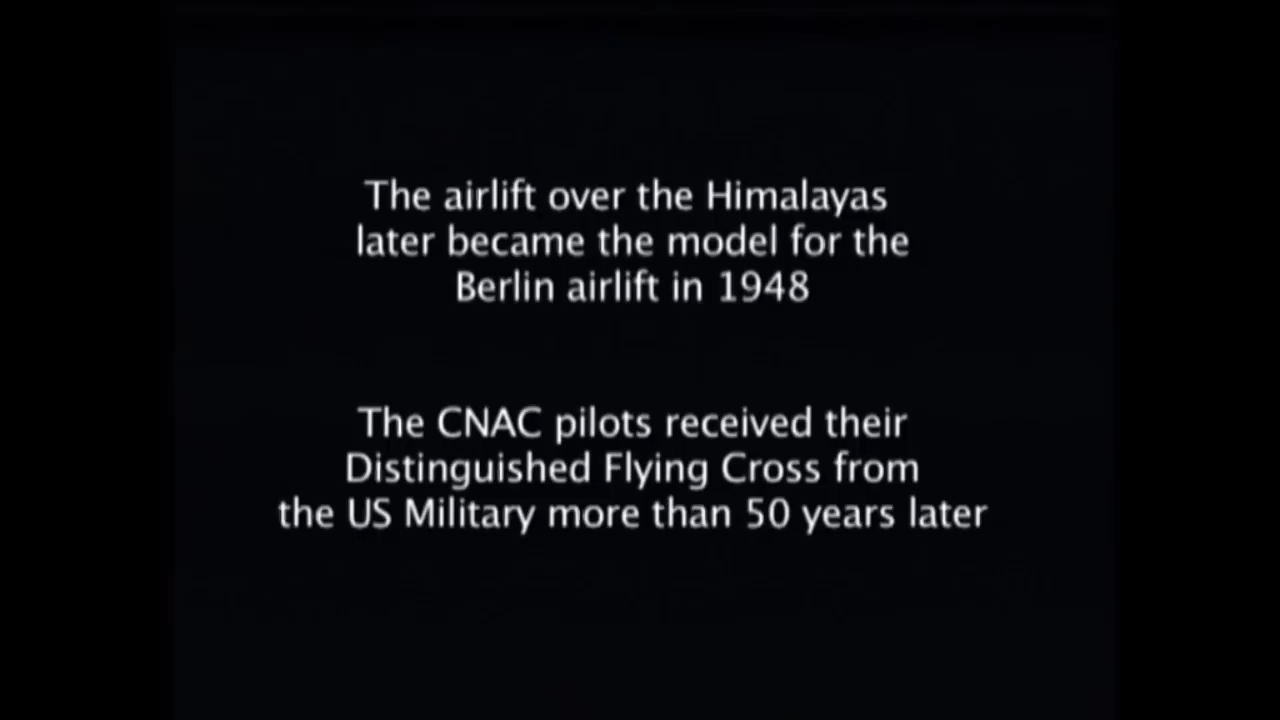 The airlift over the Himalayas
later became the model for the
Berlin airlift in 1948
The CNAC pilots received their
Distinguished Flying Cross from
the US Military more than 50 years later